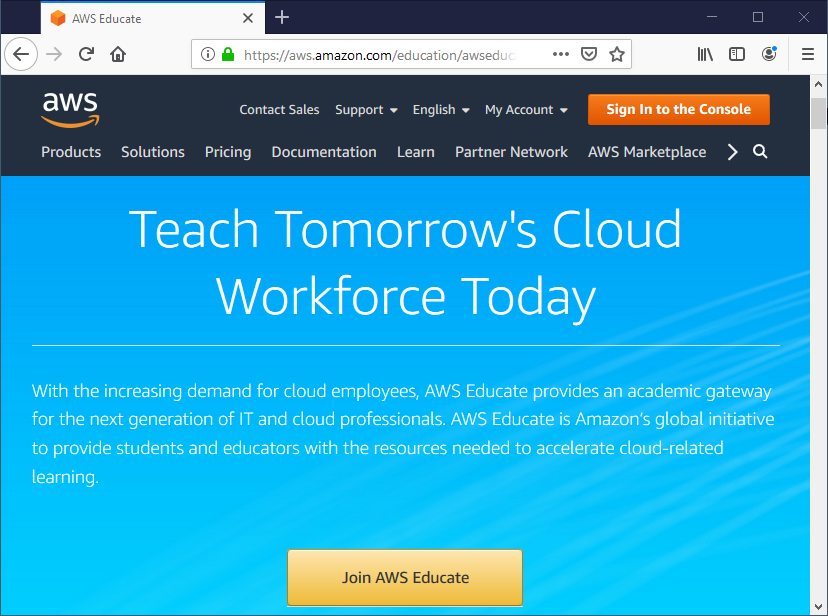 AWS Educate
https://aws.amazon.com/education/awseduc
aws
Contact Sales Support English My Account Sign In to the Console
Products Solutions Pricing Documentation Learn Partner Network AWS Marketplace
Teach Tomorrow's Cloud
Workforce Today
With the increasing demand for cloud employees, AWS Educate provides an academic gateway
for the next generation of IT and cloud professionals. AWS Educate is Amazon's global initiative
to provide students and educators with the resources needed to accelerate cloud-related
learning.
Join AWS Educate